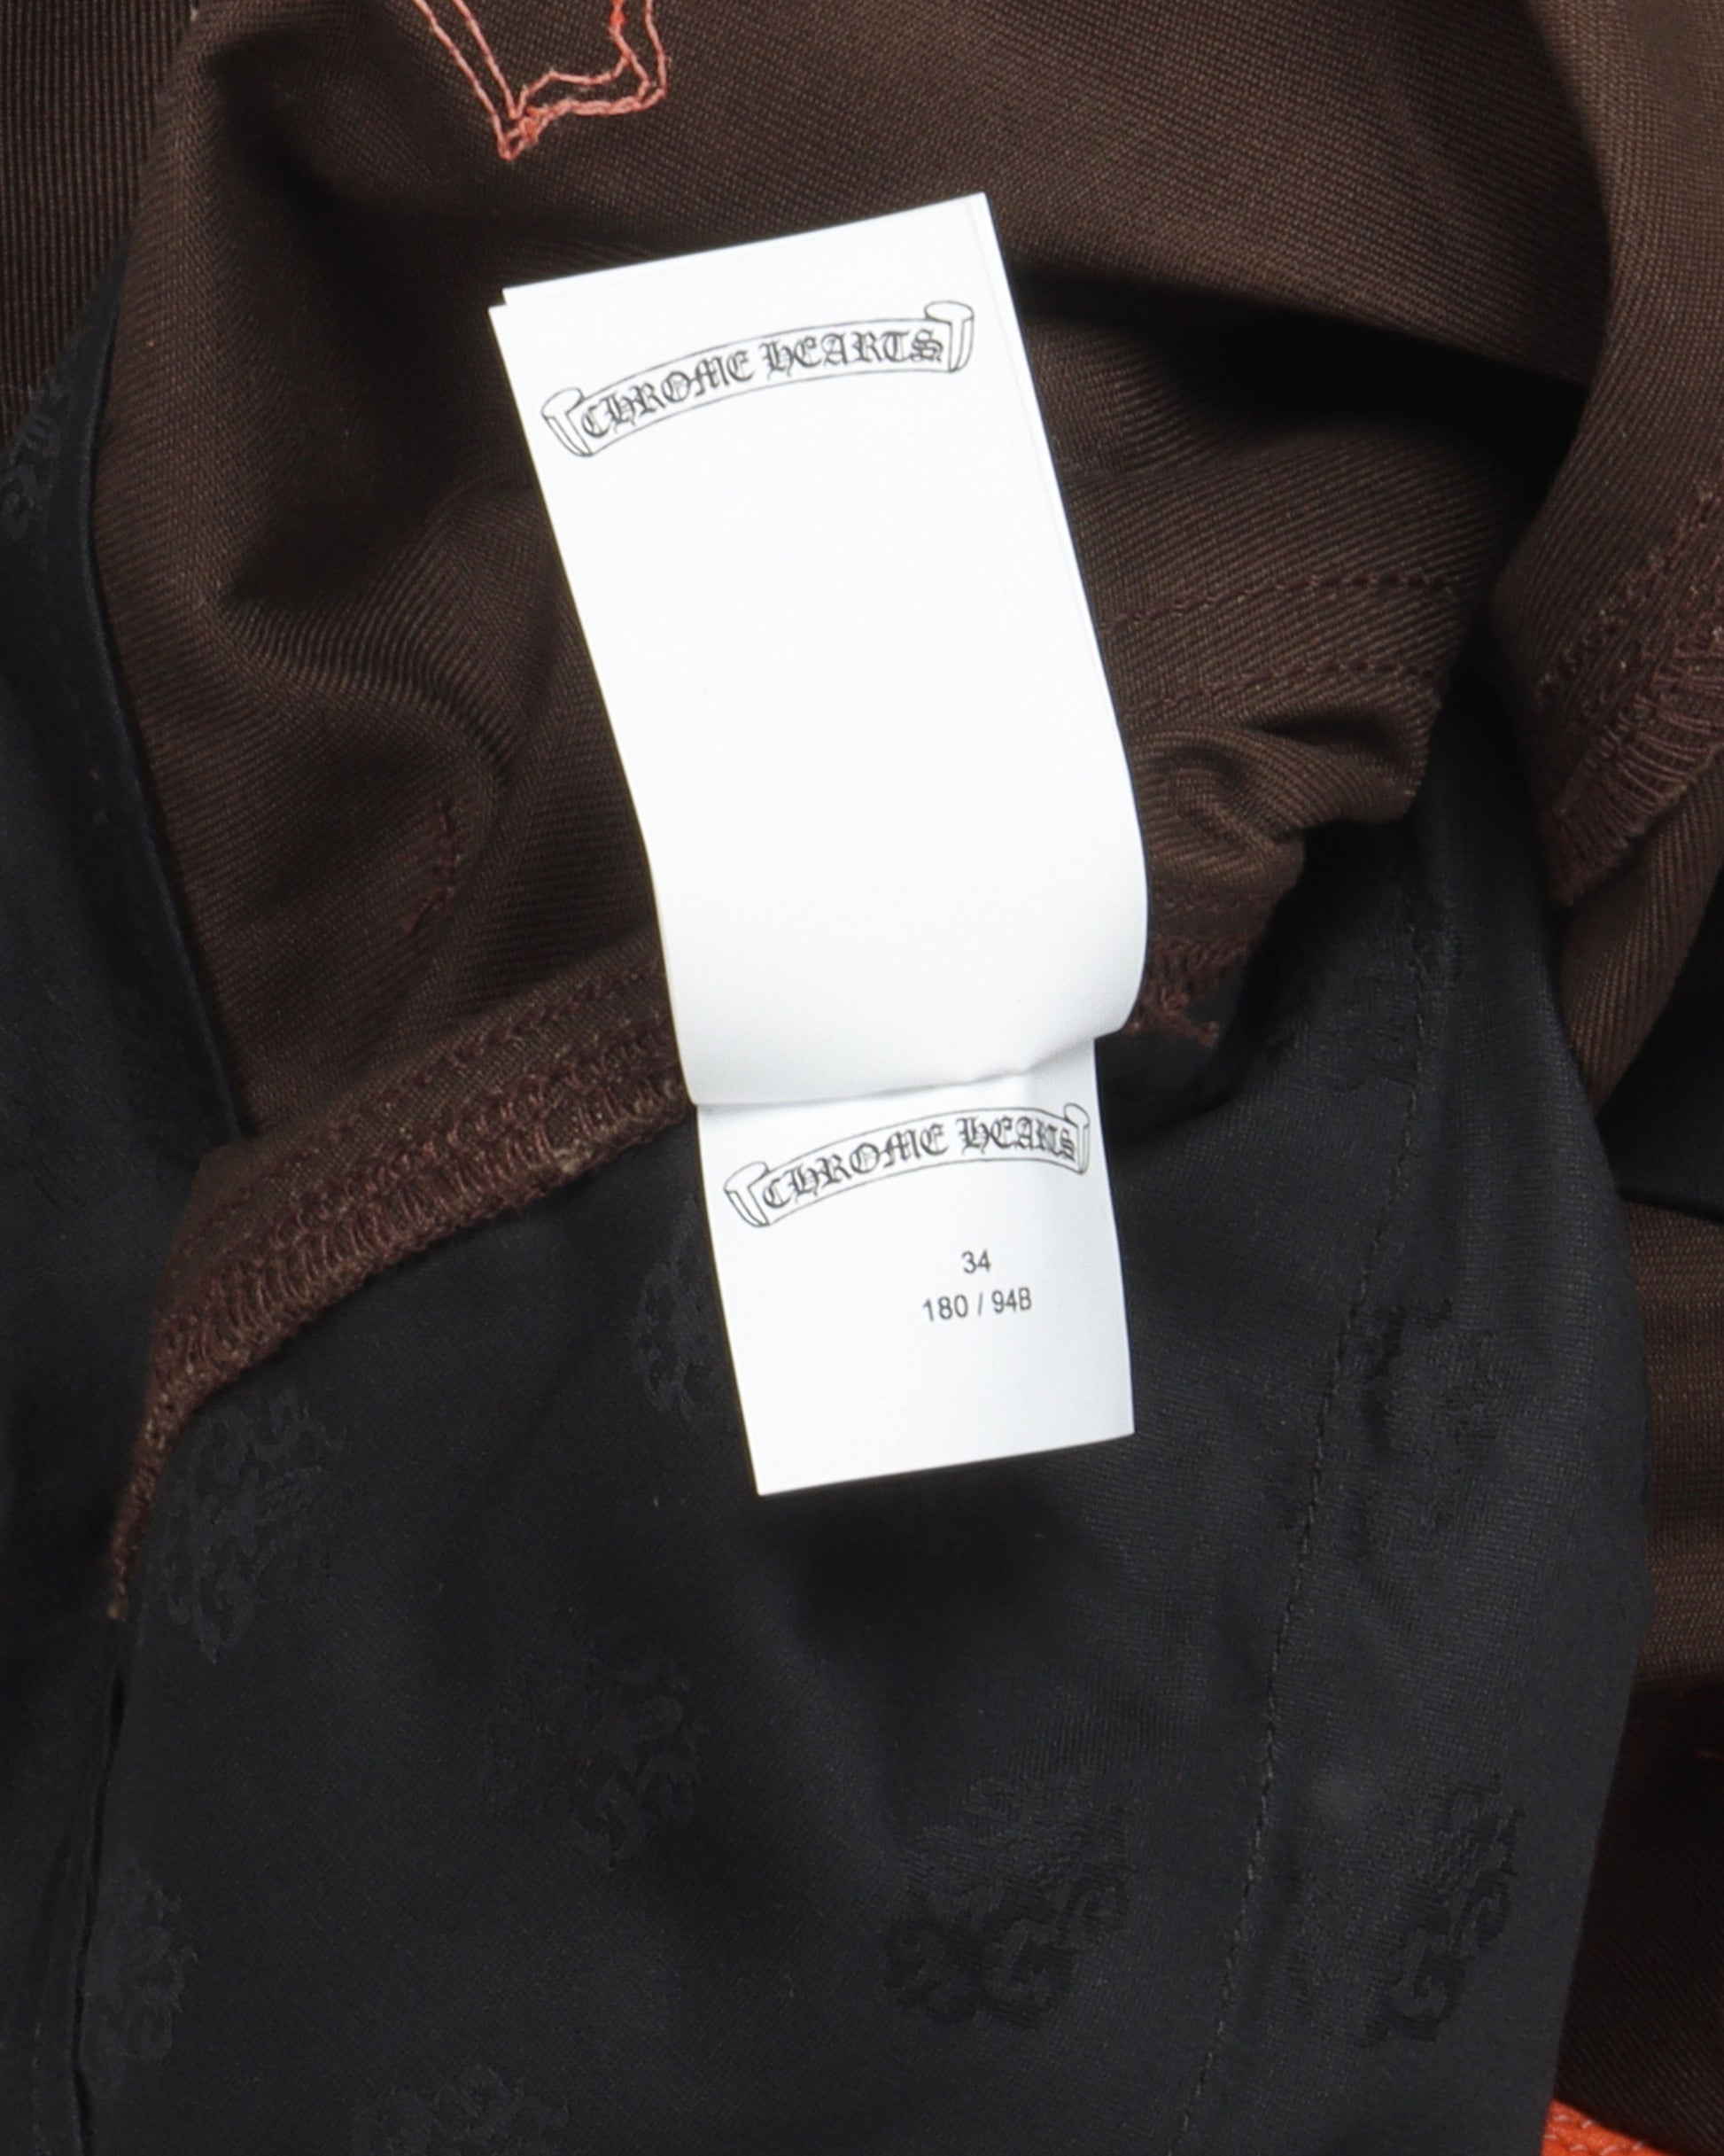 CHROME HEARTS
CHROME HEARTS
34
180 / 94B